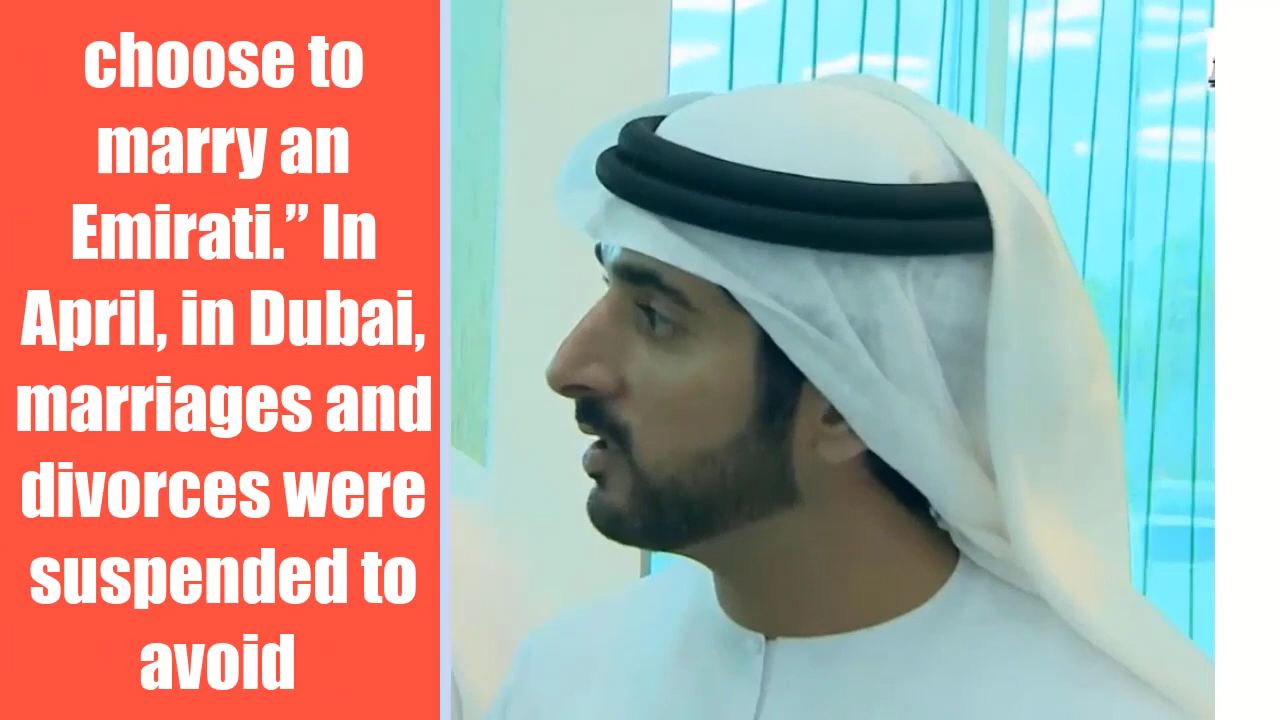 choose to
marry an
Emirati.” In
April, in Dubai,
marriages and
divorces were
suspended to
avoid